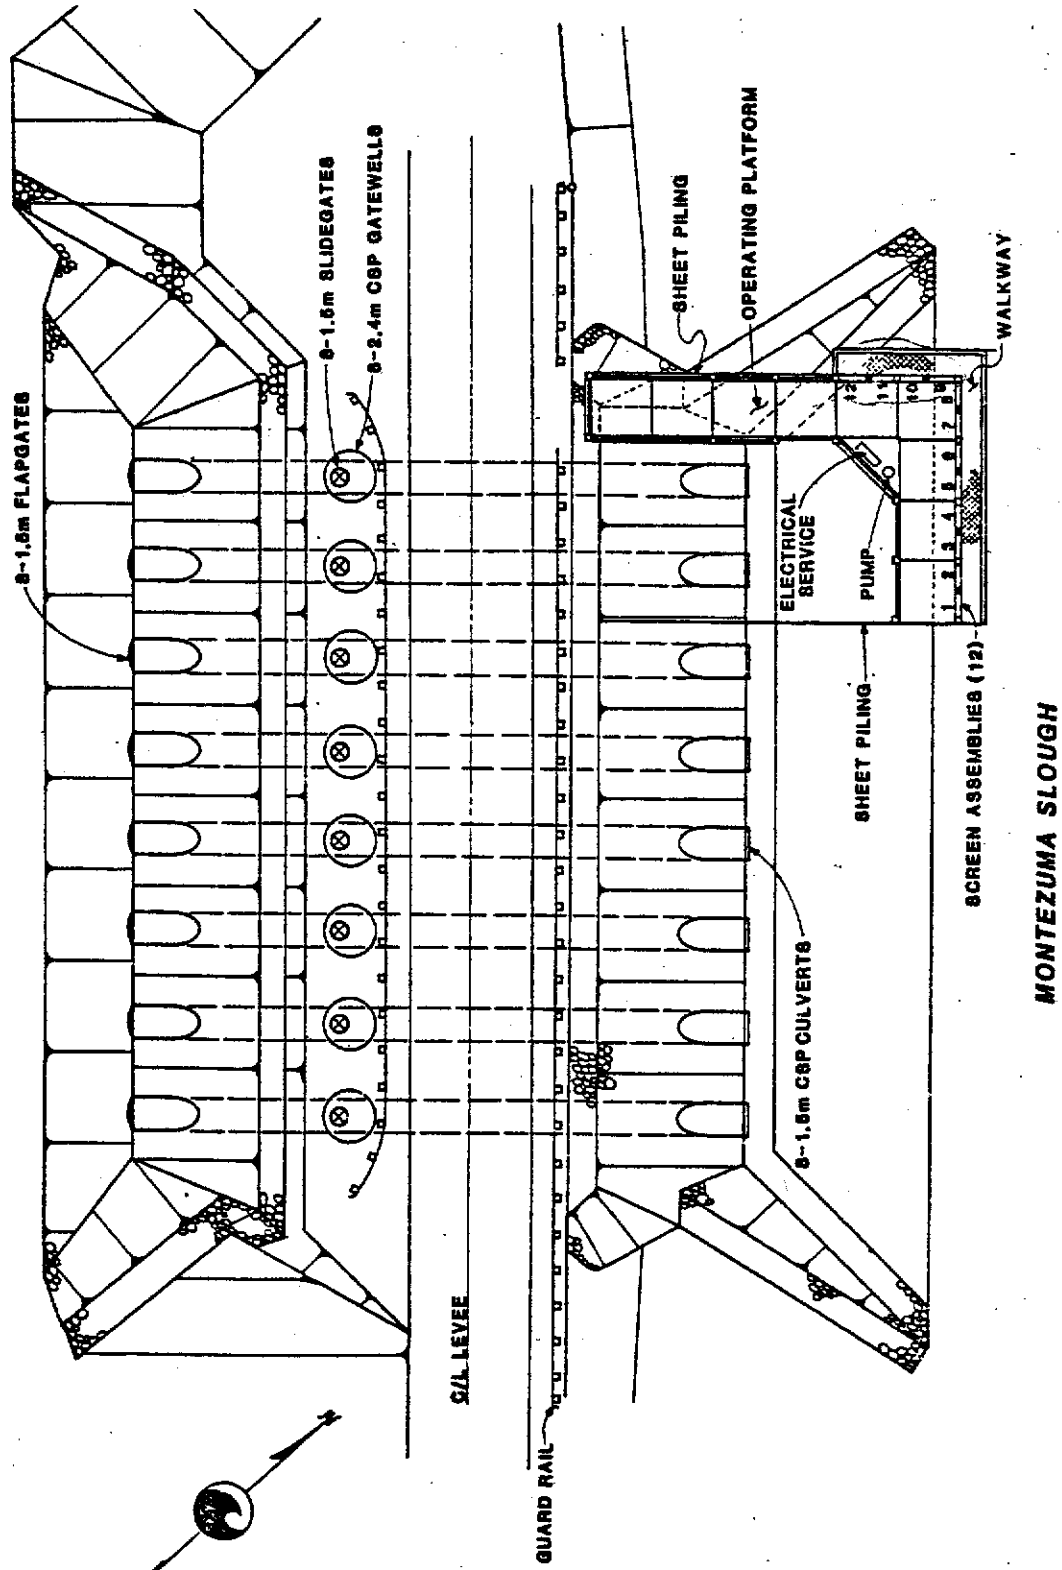 8-1.5m FLAPGATES
8-1.5m SLIDEGATES
8-2.4m CSP GATEWELLS
SHEET PILING
OPERATING PLATFORM
WALKWAY
ELECTRICAL
SERVICE
PUMP
1 2 3 4 5 6 7 8
9
10
11
12
SHEET PILING
SCREEN ASSEMBLIES (12)
8-1.5m CSP CULVERTS
C/L LEVEE
GUARD RAIL
N
MONTEZUMA SLOUGH